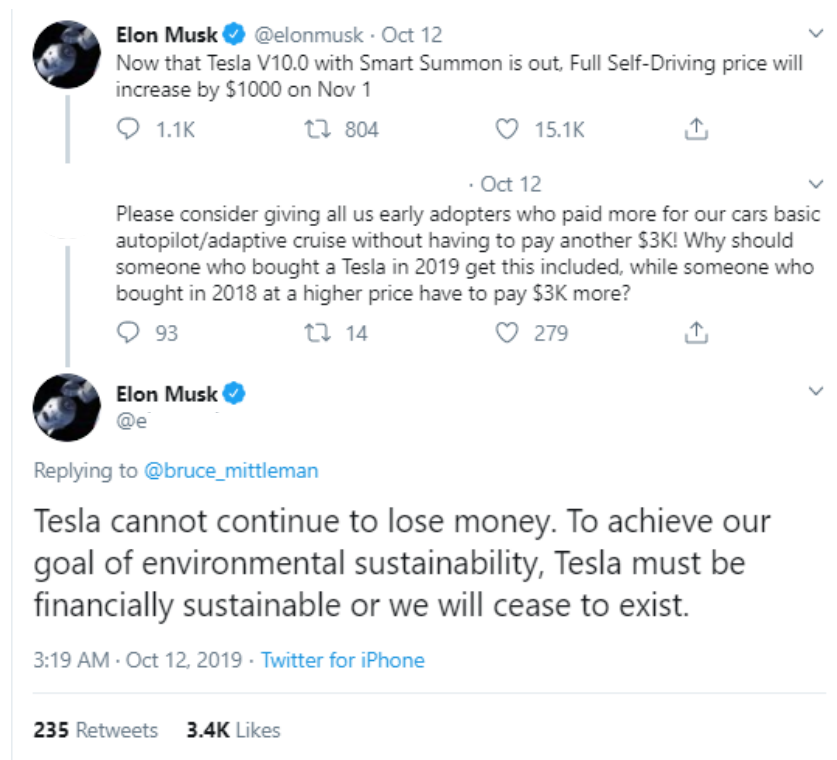 Elon Musk @elonmusk · Oct 12
Now that Tesla V10.0 with Smart Summon is out, Full Self-Driving price will
increase by $1000 on Nov 1
1.1K 804 15.1K
· Oct 12
Please consider giving all us early adopters who paid more for our cars basic
autopilot/adaptive cruise without having to pay another $3K! Why should
someone who bought a Tesla in 2019 get this included, while someone who
bought in 2018 at a higher price have to pay $3K more?
93 14 279
Elon Musk
@e
Replying to @bruce_mittleman
Tesla cannot continue to lose money. To achieve our
goal of environmental sustainability, Tesla must be
financially sustainable or we will cease to exist.
3:19 AM · Oct 12, 2019 · Twitter for iPhone
235 Retweets 3.4K Likes